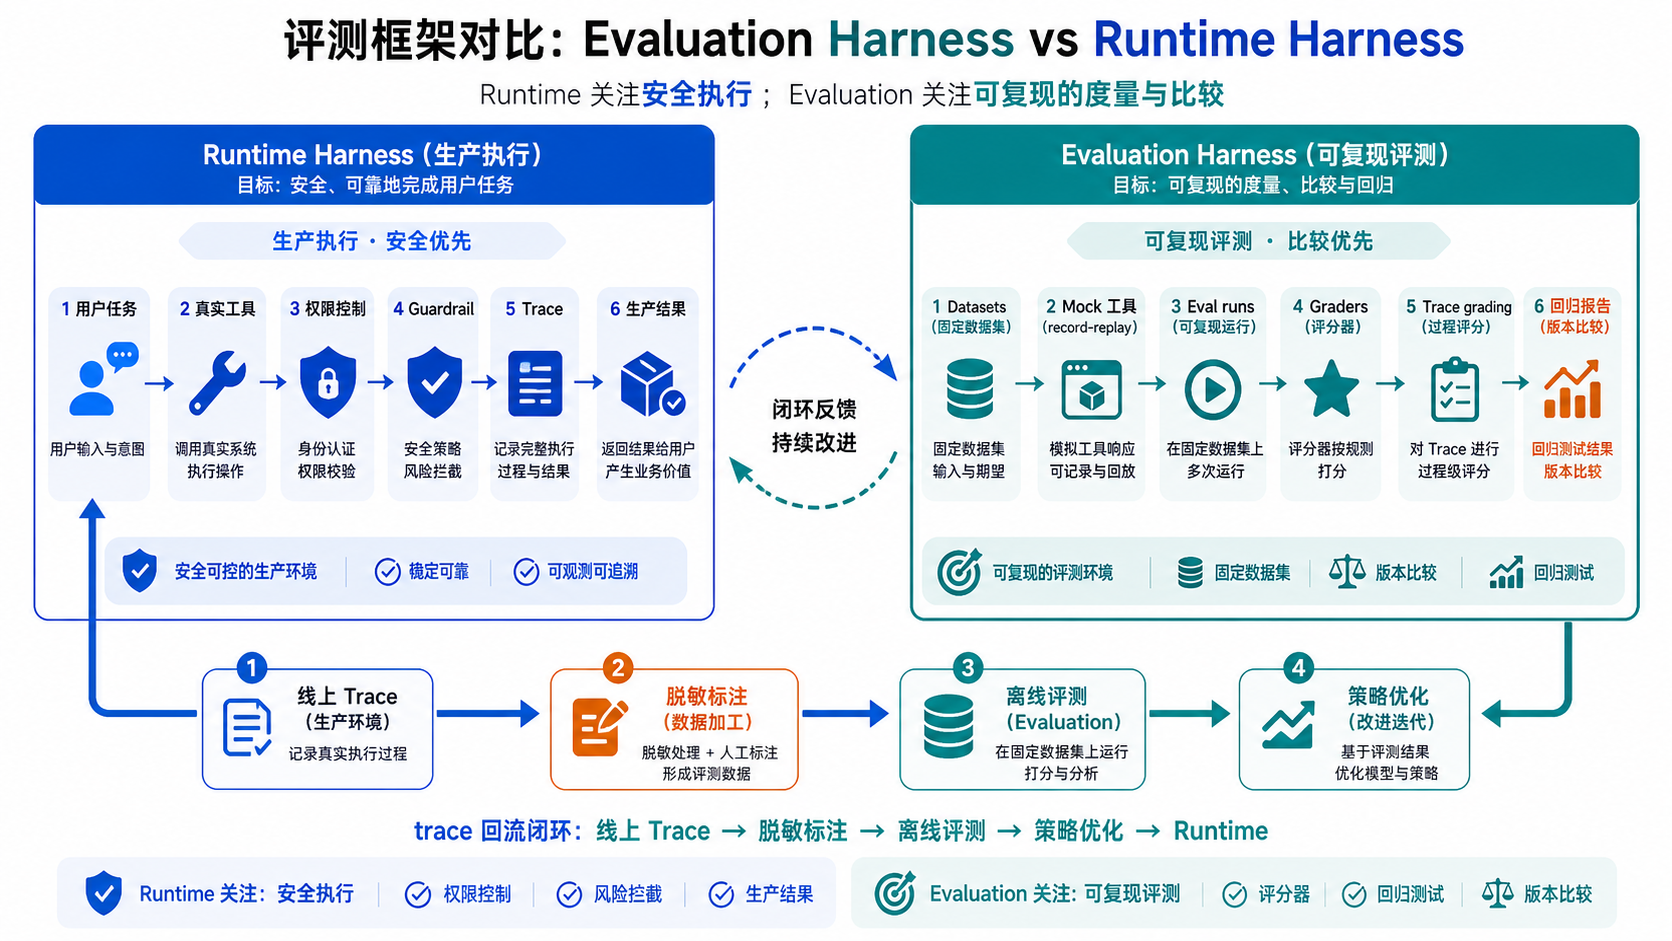 评测框架对比：Evaluation Harness vs Runtime Harness
Runtime 关注安全执行 ；Evaluation 关注可复现的度量与比较
Runtime Harness（生产执行）
目标：安全、可靠地完成用户任务
生产执行 · 安全优先
1 用户任务
用户输入与意图
2 真实工具
调用真实系统
执行操作
3 权限控制
身份认证
权限校验
4 Guardrail
安全策略
风险拦截
5 Trace
记录完整执行
过程与结果
6 生产结果
返回结果给用户
产生业务价值
安全可控的生产环境
稳定可靠
可观测可追溯
闭环反馈
持续改进
Evaluation Harness（可复现评测）
目标：可复现的度量、比较与回归
可复现评测 · 比较优先
1 Datasets
（固定数据集）
固定数据集
输入与期望
2 Mock 工具
(record-replay)
模拟工具响应
可记录与回放
3 Eval runs
（可复现运行）
在固定数据集上
多次运行
4 Graders
（评分器）
评分器按规测
打分
5 Trace grading
（过程评分）
对 Trace 进行
过程级评分
6 回归报告
（版本比较）
回归测试结果
版本比较
可复现的评测环境
固定数据集
版本比较
回归测试
1
线上 Trace
（生产环境）
记录真实执行过程
2
脱敏标注
（数据加工）
脱敏处理 + 人工标注
形成评测数据
3
离线评测
（Evaluation）
在固定数据集上运行
打分与分析
4
策略优化
（改进迭代）
基于评测结果
优化模型与策略
trace 回流闭环：线上 Trace → 脱敏标注 → 离线评测 → 策略优化 → Runtime
Runtime 关注：安全执行
权限控制
风险拦截
生产结果
Evaluation 关注: 可复现评测
评分器
回归测试
版本比较